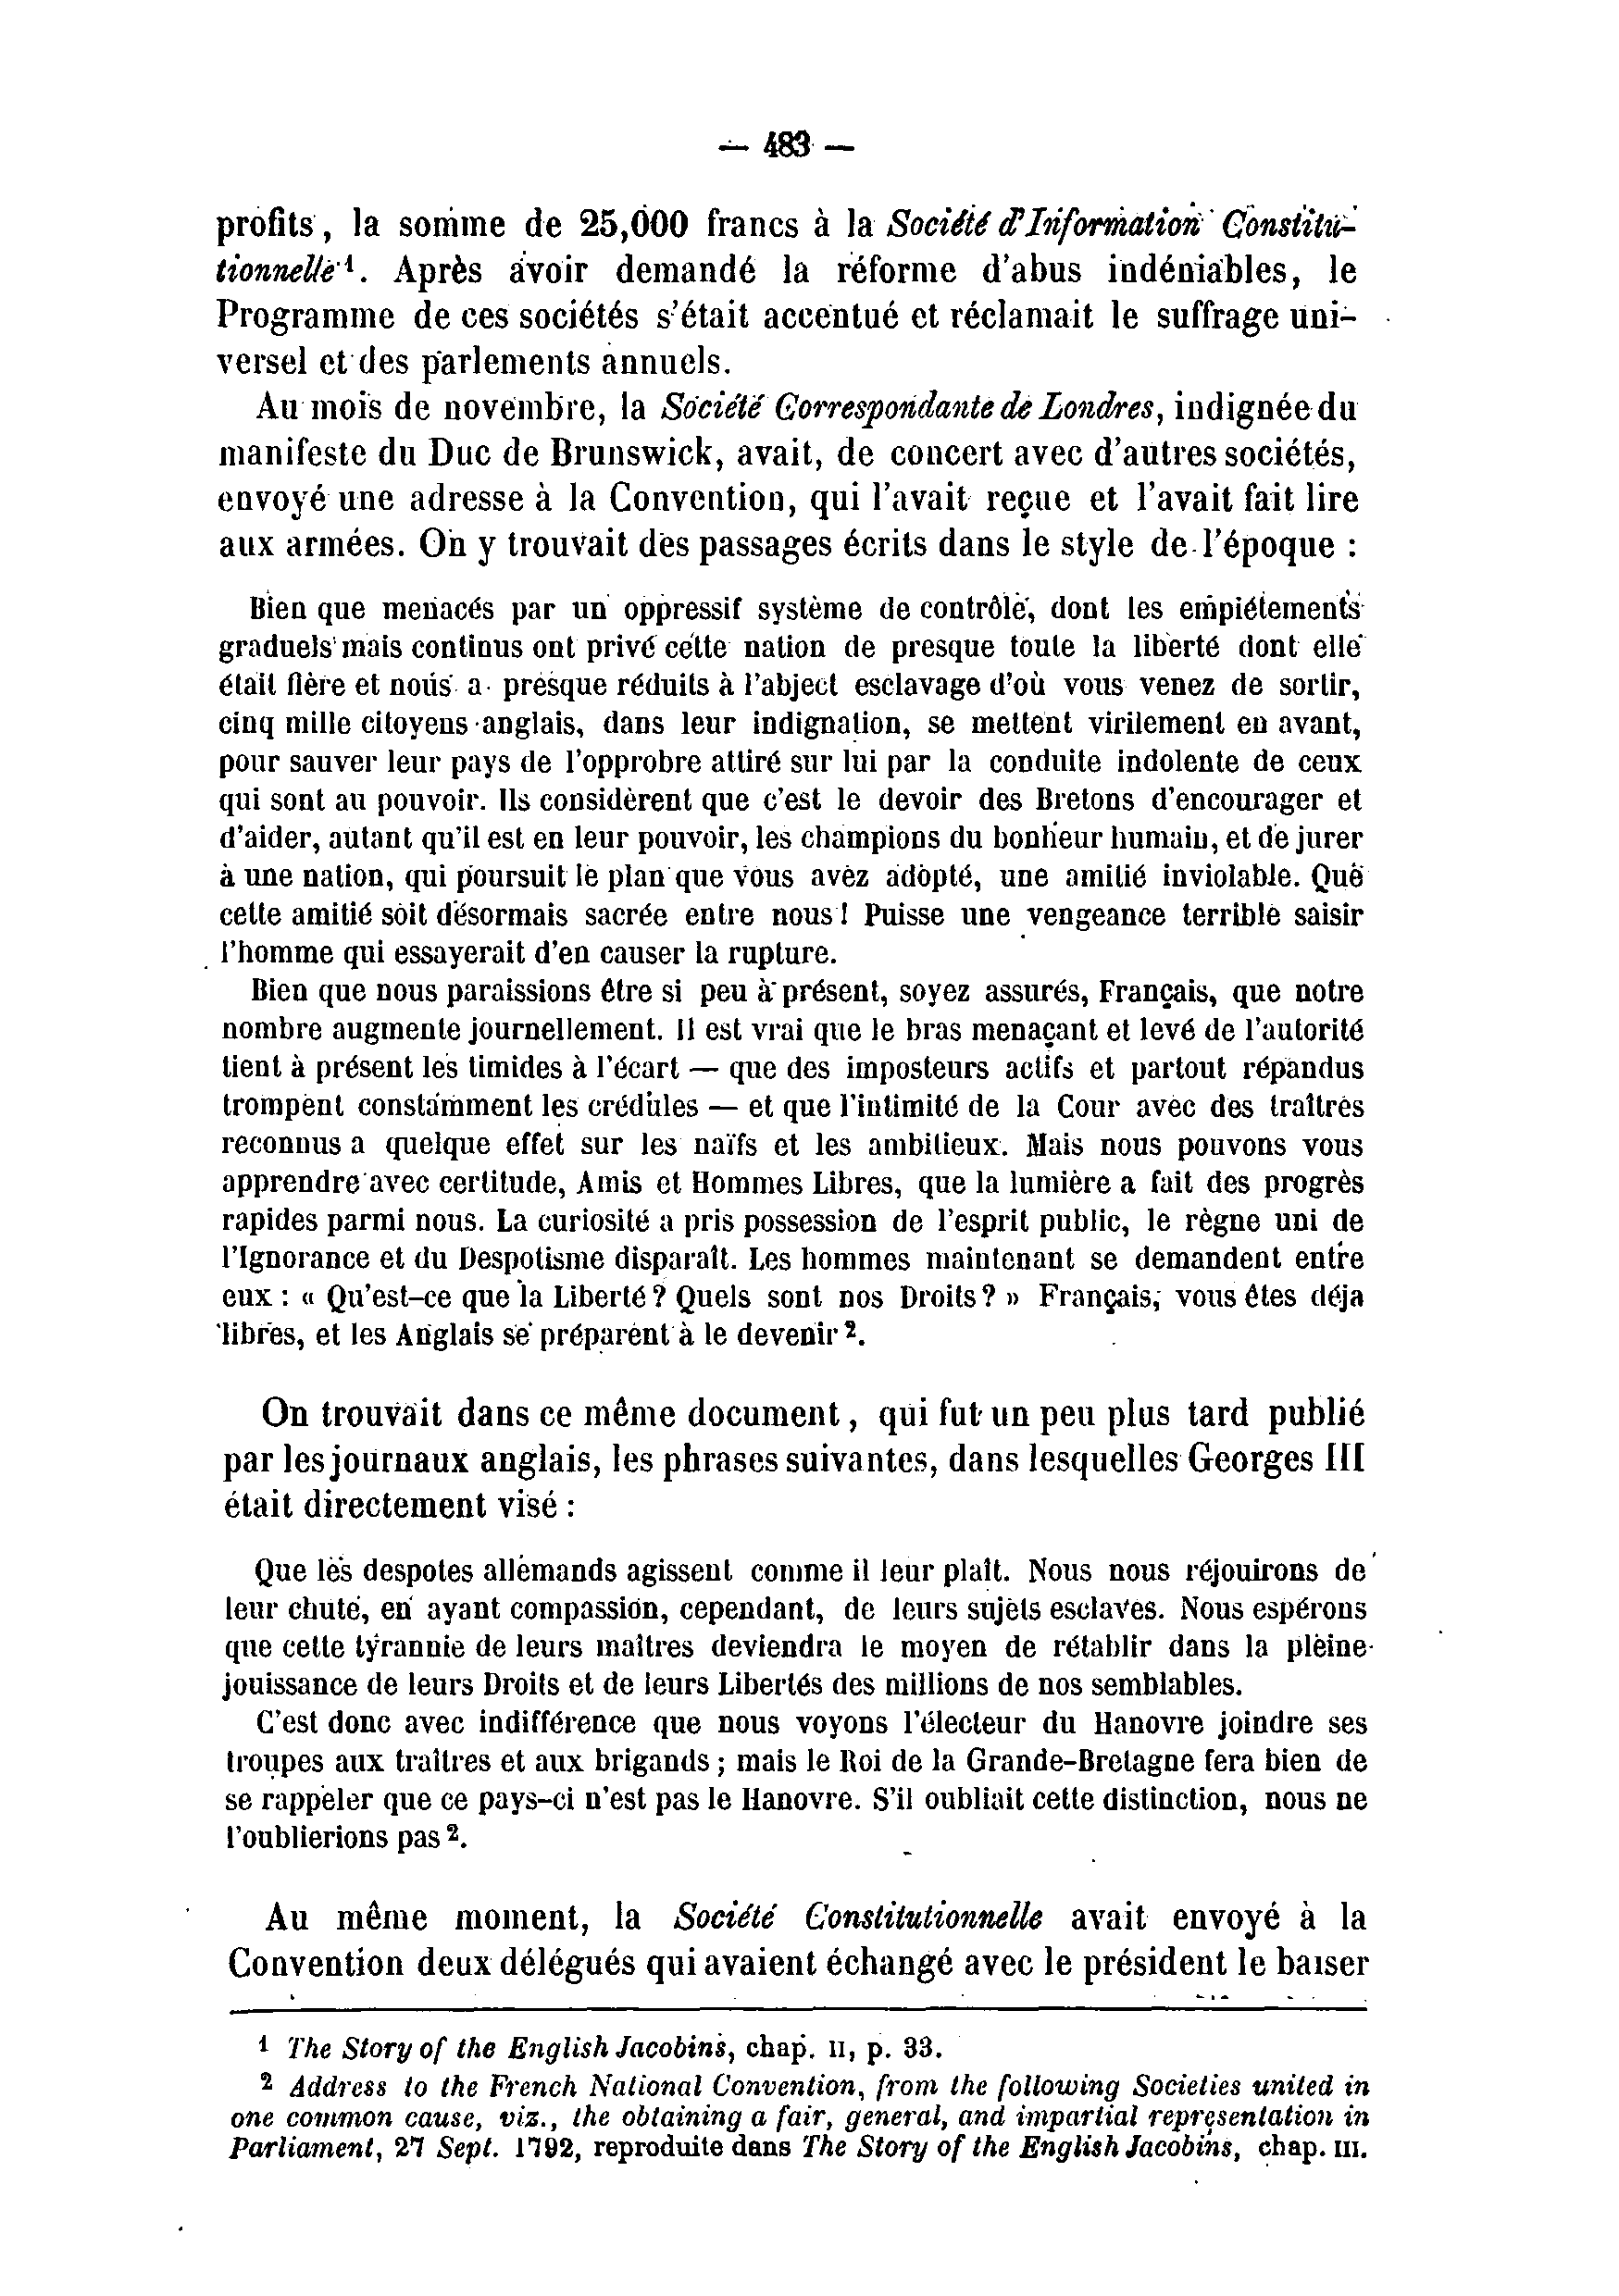 — 483 —
profits, la somme de 25,000 francs à la Société d'Information Constitu-
tionnelle 1. Après avoir demandé la réforme d'abus indéniables, le
Programme de ces sociétés s'était accentué et réclamait le suffrage uni-
versel et des parlements annuels.
Au mois de novembre, la Société Correspondante de Londres, indignée du
manifeste du Duc de Brunswick, avait, de concert avec d'autres sociétés,
envoyé une adresse à la Convention, qui l'avait reçue et l'avait fait lire
aux armées. On y trouvait des passages écrits dans le style de l'époque :
Bien que menacés par un oppressif système de contrôle, dont les empiétements
graduels mais continus ont privé cette nation de presque toute la liberté dont elle
était fière et nous a presque réduits à l'abject esclavage d'où vous venez de sortir,
cinq mille citoyens anglais, dans leur indignation, se mettent virilement en avant,
pour sauver leur pays de l'opprobre attiré sur lui par la conduite indolente de ceux
qui sont au pouvoir. Ils considèrent que c'est le devoir des Bretons d'encourager et
d'aider, autant qu'il est en leur pouvoir, les champions du bonheur humain, et de jurer
à une nation, qui poursuit le plan que vous avez adopté, une amitié inviolable. Que
cette amitié soit désormais sacrée entre nous ! Puisse une vengeance terrible saisir
l'homme qui essayerait d'en causer la rupture.
Bien que nous paraissions être si peu à présent, soyez assurés, Français, que notre
nombre augmente journellement. Il est vrai que le bras menaçant et levé de l'autorité
tient à présent les timides à l'écart — que des imposteurs actifs et partout répandus
trompent constamment les crédules — et que l'intimité de la Cour avec des traîtres
reconnus a quelque effet sur les naïfs et les ambitieux. Mais nous pouvons vous
apprendre avec certitude, Amis et Hommes Libres, que la lumière a fait des progrès
rapides parmi nous. La curiosité a pris possession de l'esprit public, le règne uni de
l'Ignorance et du Despotisme disparaît. Les hommes maintenant se demandent entre
eux : « Qu'est-ce que la Liberté ? Quels sont nos Droits ? » Français, vous êtes déja
libres, et les Anglais se préparent à le devenir 2.
On trouvait dans ce même document, qui fut un peu plus tard publié
par les journaux anglais, les phrases suivantes, dans lesquelles Georges III
était directement visé :
Que les despotes allemands agissent comme il leur plaît. Nous nous réjouirons de
leur chute, en ayant compassion, cependant, de leurs sujets esclaves. Nous espérons
que cette tyrannie de leurs maîtres deviendra le moyen de rétablir dans la pleine
jouissance de leurs Droits et de leurs Libertés des millions de nos semblables.
C'est donc avec indifférence que nous voyons l'électeur du Hanovre joindre ses
troupes aux traîtres et aux brigands ; mais le Roi de la Grande-Bretagne fera bien de
se rappeler que ce pays-ci n'est pas le Hanovre. S'il oubliait cette distinction, nous ne
l'oublierions pas 2.
Au même moment, la Société Constitutionnelle avait envoyé à la
Convention deux délégués qui avaient échangé avec le président le baiser
1 The Story of the English Jacobins, chap. II, p. 33.
2 Address to the French National Convention, from the following Societies united in
one common cause, viz., the obtaining a fair, general, and impartial representation in
Parliament, 27 Sept. 1792, reproduite dans The Story of the English Jacobins, chap. III.